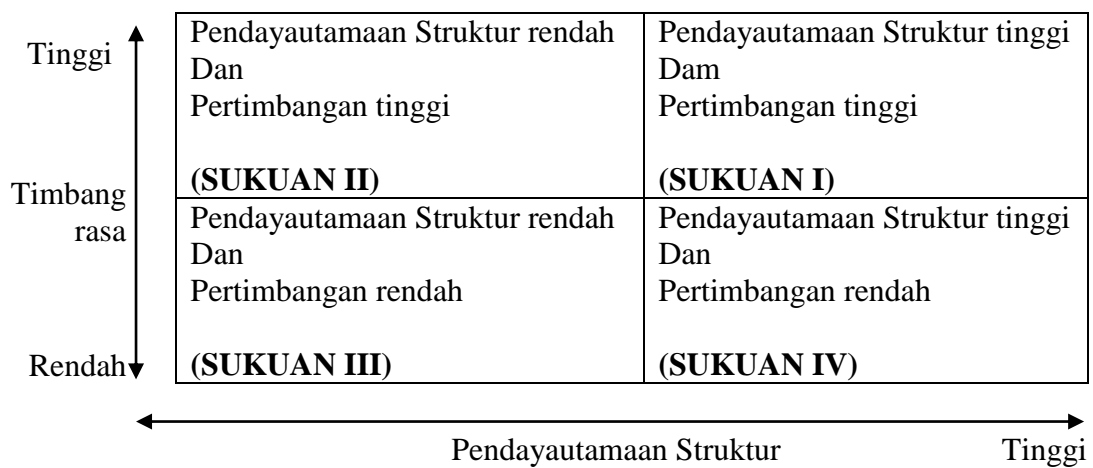 Tinggi
Pendayautamaan Struktur rendah
Dan
Pertimbangan tinggi
(SUKUAN II)
Pendayautamaan Struktur tinggi
Dam
Pertimbangan tinggi
(SUKUAN I)
Timbang
rasa
Pendayautamaan Struktur rendah
Dan
Pertimbangan rendah
(SUKUAN III)
Pendayautamaan Struktur tinggi
Dan
Pertimbangan rendah
(SUKUAN IV)
Rendah
Pendayautamaan Struktur
Tinggi